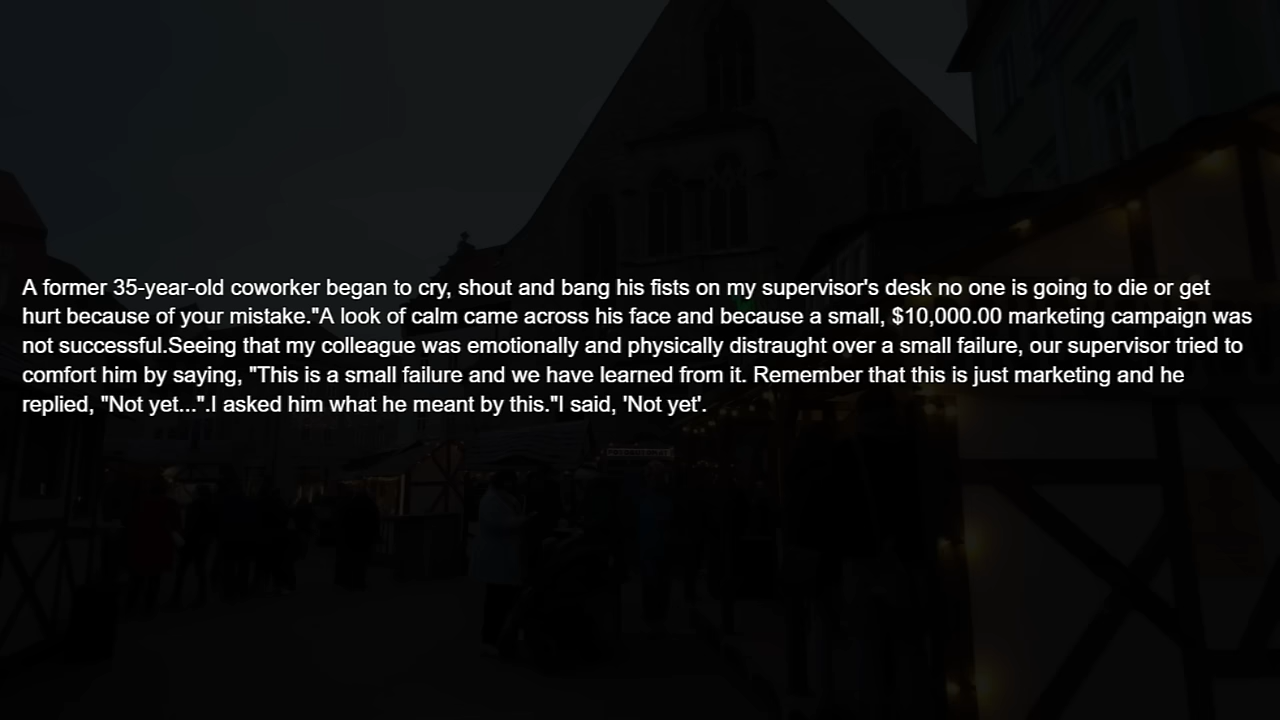 A former 35-year-old coworker began to cry, shout and bang his fists on my supervisor's desk no one is going to die or get
hurt because of your mistake."A look of calm came across his face and because a small, $10,000.00 marketing campaign was
not successful.Seeing that my colleague was emotionally and physically distraught over a small failure, our supervisor tried to
comfort him by saying, "This is a small failure and we have learned from it. Remember that this is just marketing and he
replied, "Not yet...".I asked him what he meant by this."I said, 'Not yet'.